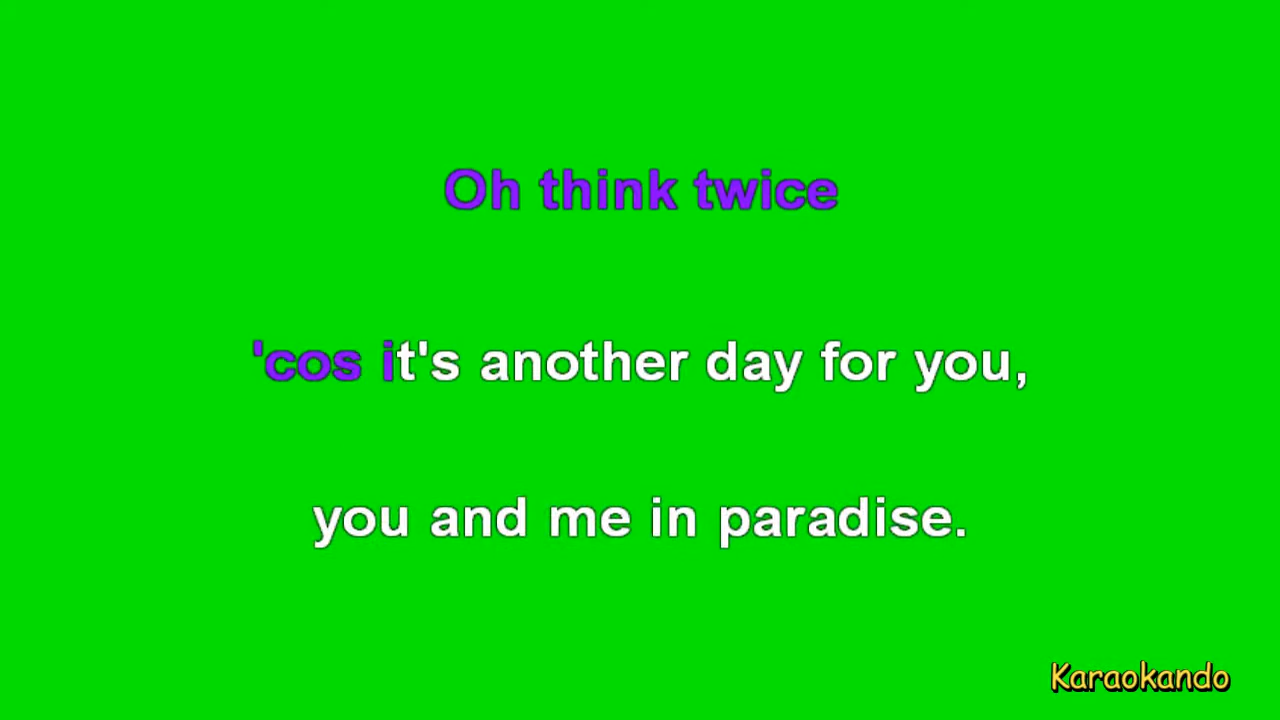 Oh think twice
'cos it's another day for you,
you and me in paradise.
Karaokando